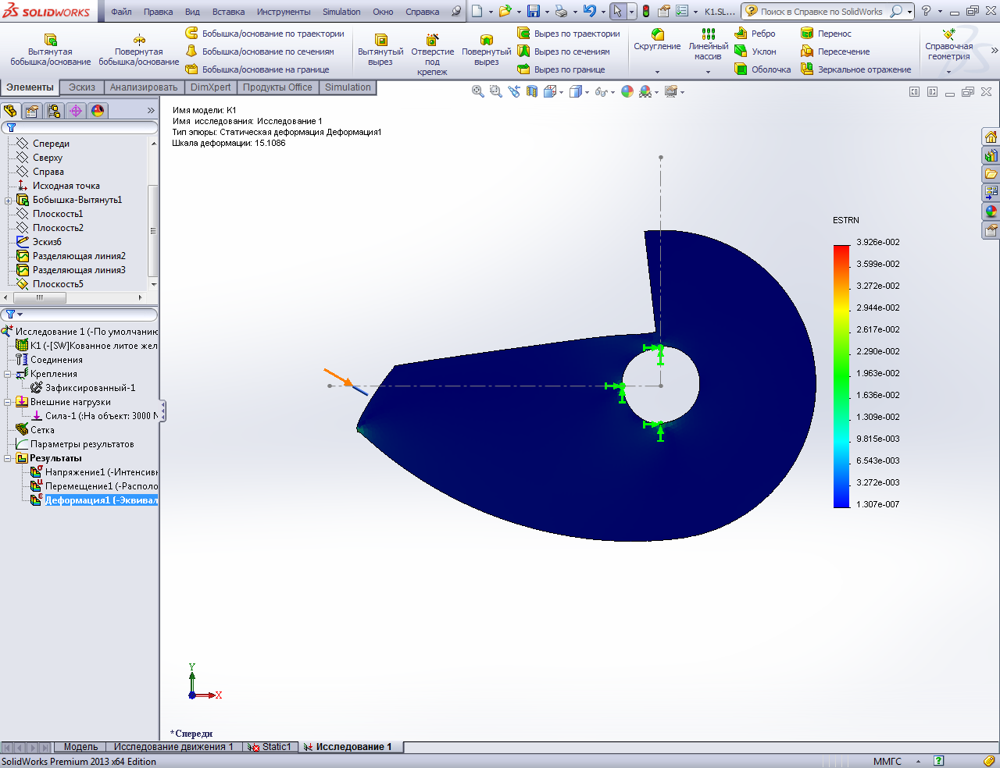 SOLIDWORKS
Файл Правка Вид Вставка Инструменты Simulation Окно Справка
K1.SL...
Поиск в Справке по SolidWorks
Вытянутая бобышка/основание
Повернутая бобышка/основание
Бобышка/основание по траектории
Бобышка/основание по сечениям
Бобышка/основание на границе
Вытянутый вырез
Отверстие под крепеж
Повернутый вырез
Вырез по траектории
Вырез по сечениям
Вырез по границе
Скругление
Линейный массив
Ребро
Уклон
Оболочка
Перенос
Пересечение
Зеркальное отражение
Справочная геометрия
Элементы Эскиз Анализировать DimXpert Продукты Office Simulation
Спереди
Сверху
Справа
Исходная точка
Бобышка-Вытянуть1
Плоскость1
Плоскость2
Эскиз6
Разделяющая линия2
Разделяющая линия3
Плоскость5
Исследование 1 (-По умолчанию
K1 (-[SW]Кованное литое жел
Соединения
Крепления
Зафиксированный-1
Внешние нагрузки
Сила-1 (:На объект: 3000 N
Сетка
Параметры результатов
Результаты
Напряжение1 (-Интенсивн
Перемещение1 (-Располо
Деформация1 (-Эквивал
Имя модели: K1
Имя исследования: Исследование 1
Тип эпюры: Статическая деформация Деформация1
Шкала деформации: 15.1086
ESTRN
3.926e-002
3.599e-002
3.272e-002
2.944e-002
2.617e-002
2.290e-002
1.963e-002
1.636e-002
1.309e-002
9.815e-003
6.543e-003
3.272e-003
1.307e-007
Y
X
*Спереди
Модель Исследование движения 1 Static1 Исследование 1
SolidWorks Premium 2013 x64 Edition
ММГС